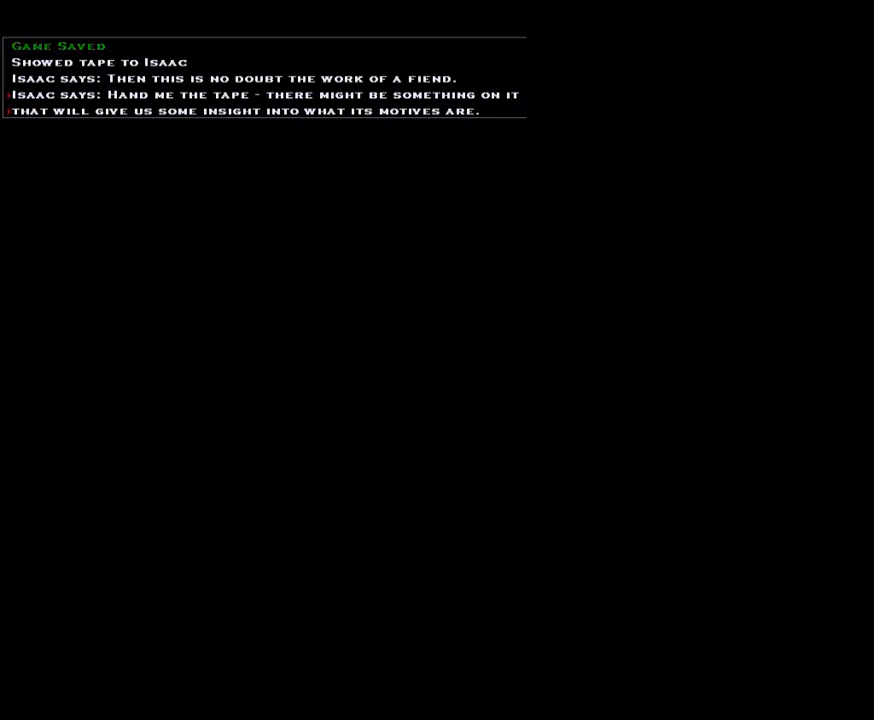 Game Saved
Showed tape to Isaac
Isaac says: Then this is no doubt the work of a fiend.
Isaac says: Hand me the tape - there might be something on it
that will give us some insight into what its motives are.